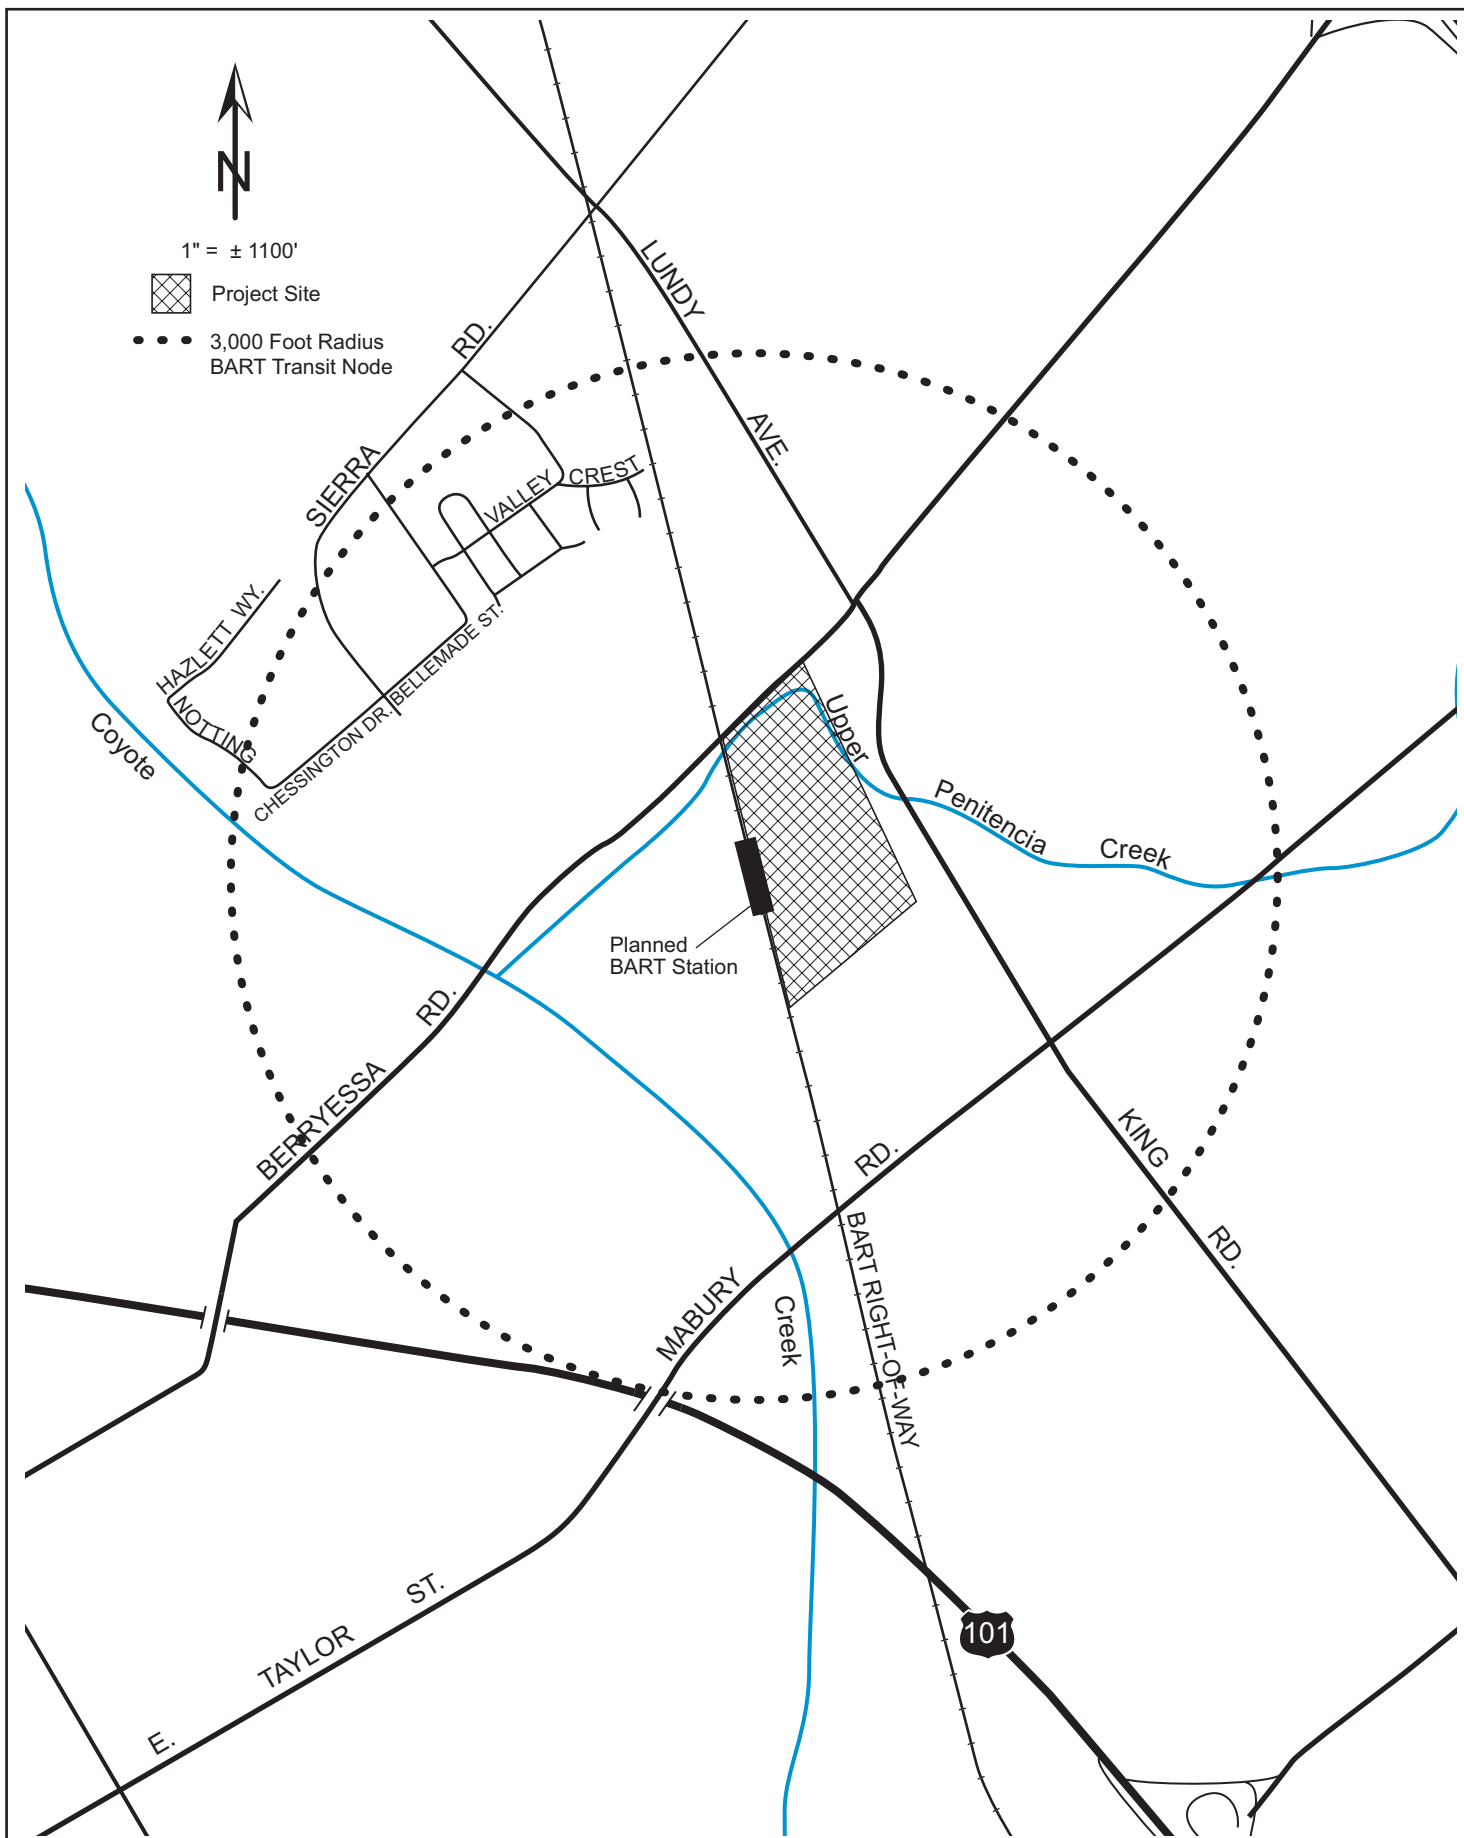 N
1" = ± 1100'
Project Site
3,000 Foot Radius
BART Transit Node
LUNDY
AVE.
SIERRA
RD.
VALLEY
CREST
HAZLETT WY.
NOTTING
CHESSINGTON DR.
BELLEMADE ST.
Coyote
Upper
Penitencia
Creek
Planned
BART Station
BERRYESSA
RD.
KING
RD.
MABURY
RD.
BART RIGHT-OF-WAY
Creek
101
E.
TAYLOR
ST.